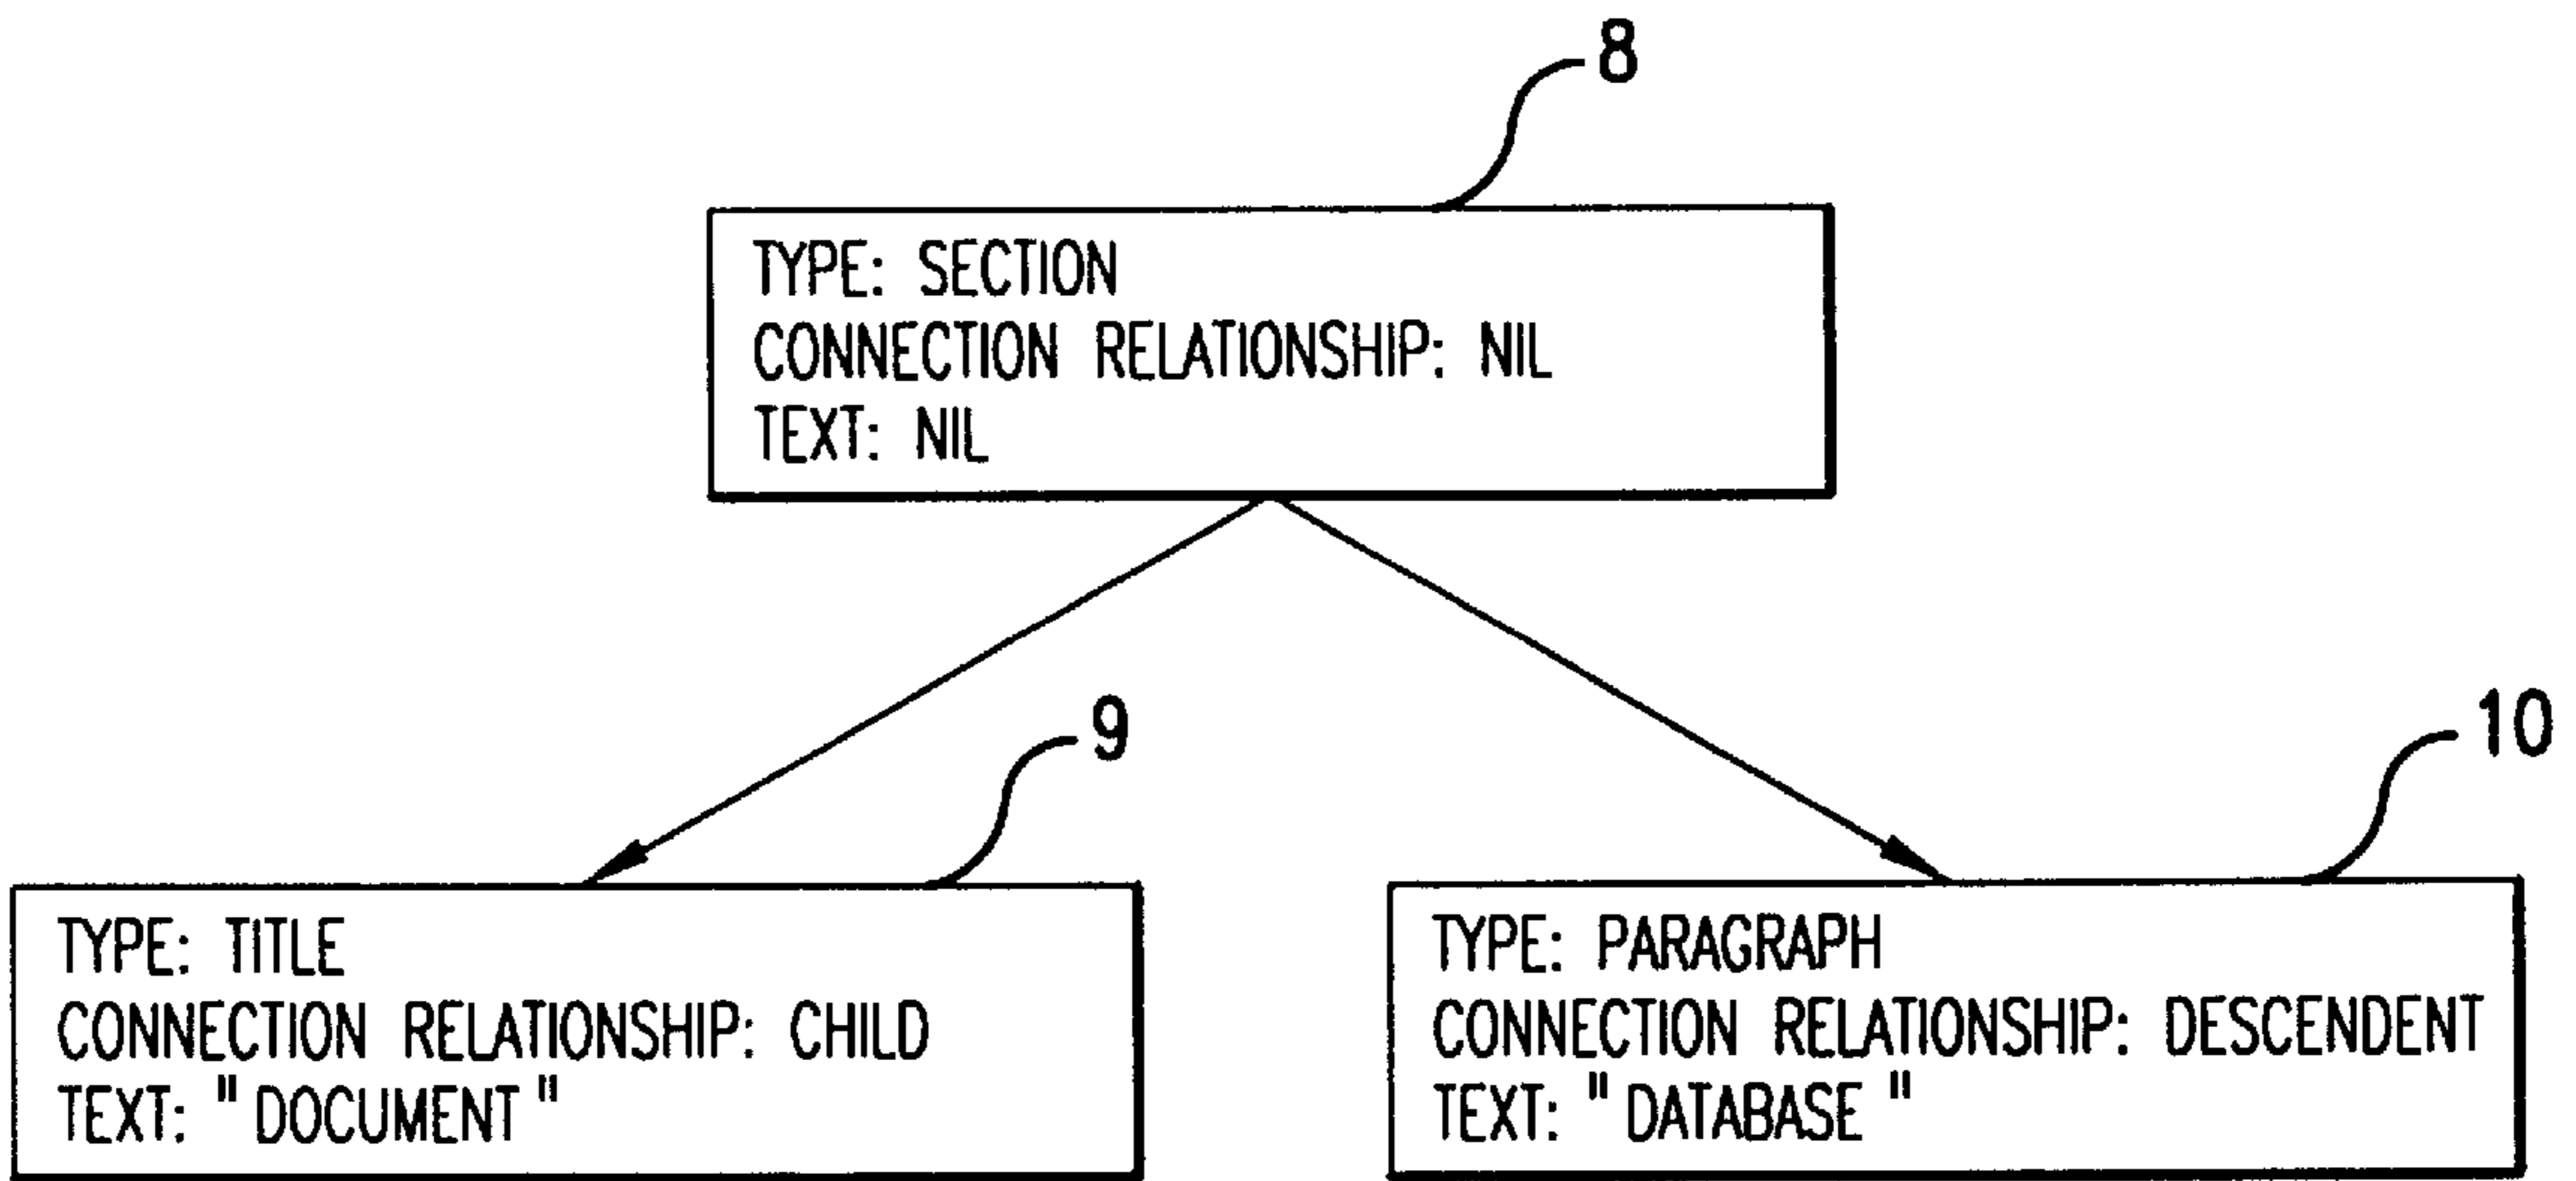 8
TYPE: SECTION
CONNECTION RELATIONSHIP: NIL
TEXT: NIL
9
10
TYPE: TITLE
CONNECTION RELATIONSHIP: CHILD
TEXT: "DOCUMENT"
TYPE: PARAGRAPH
CONNECTION RELATIONSHIP: DESCENDENT
TEXT: "DATABASE"